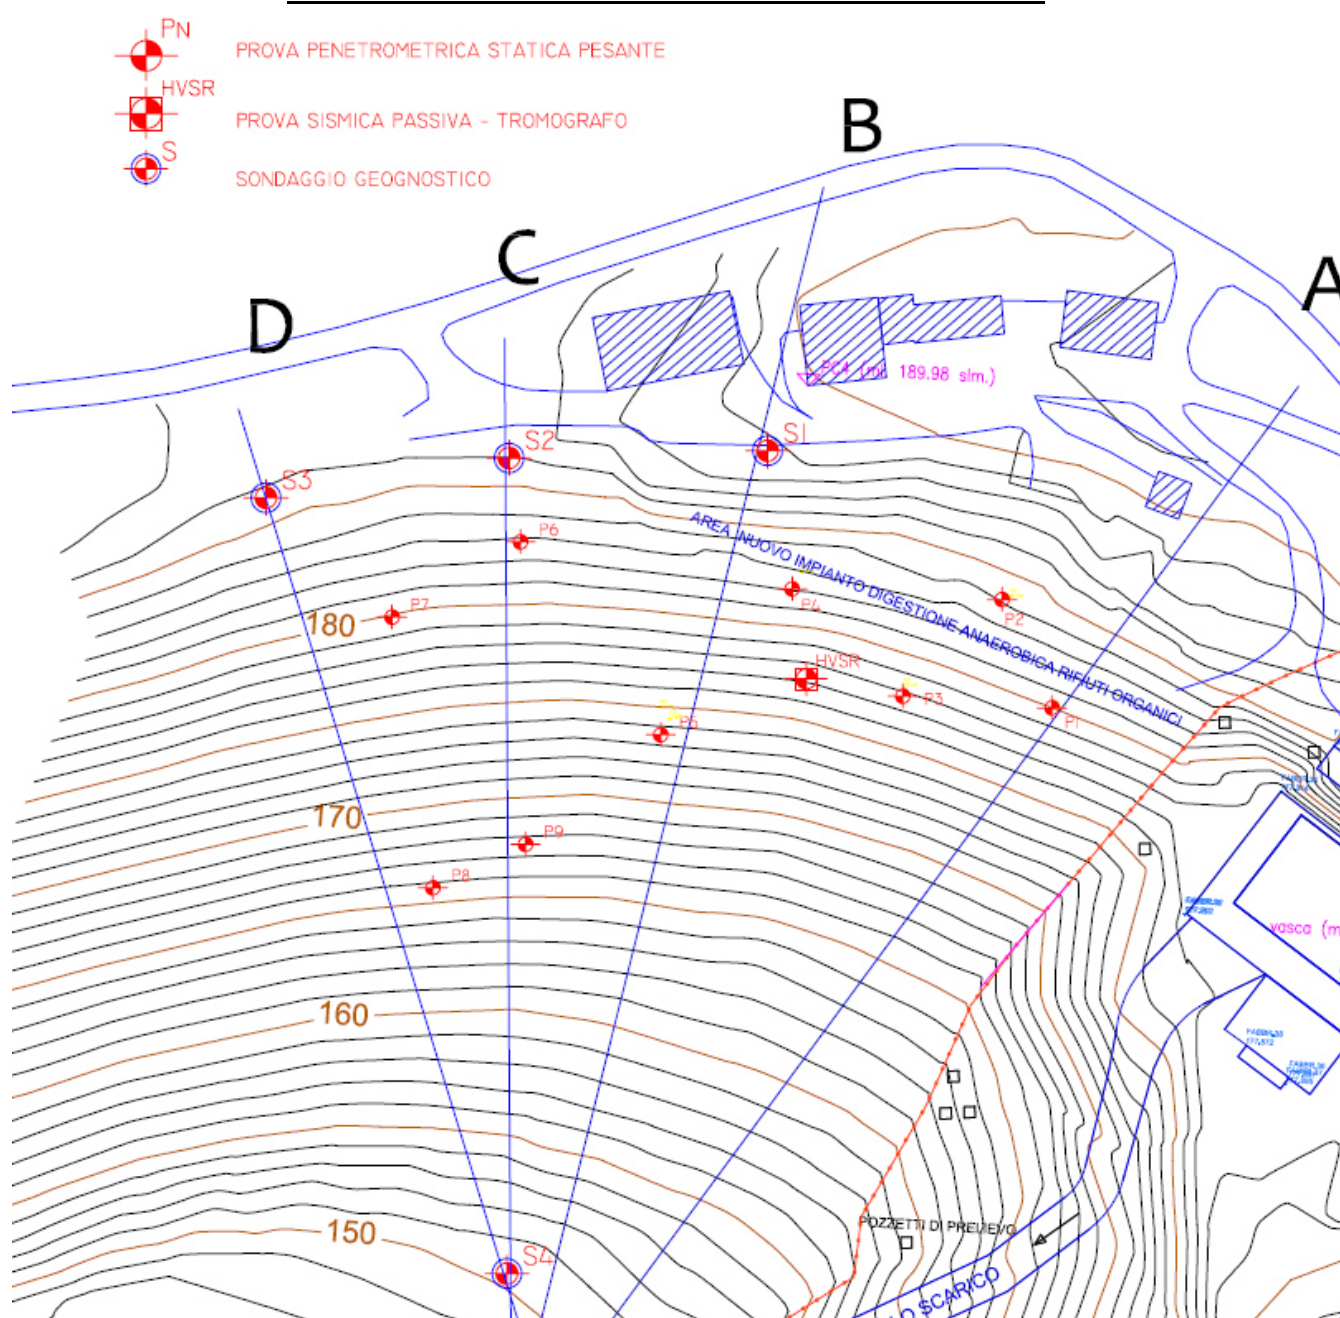 PN
PROVA PENETROMETRICA STATICA PESANTE
HVSR
PROVA SISMICA PASSIVA - TROMOGRAFO
S
SONDAGGIO GEOGNOSTICO
B
C
A
D
PC4 (m. 189.98 slm.)
S1
S2
S3
AREA NUOVO IMPIANTO DIGESTIONE ANAEROBICA RIFIUTI ORGANICI
P6
P4
P2
P7
180
HVSR
P3
P1
P5
170
P9
P8
vasca (m
160
150
POZZETTI DI PRELIEVO
S4
LO SCARICO